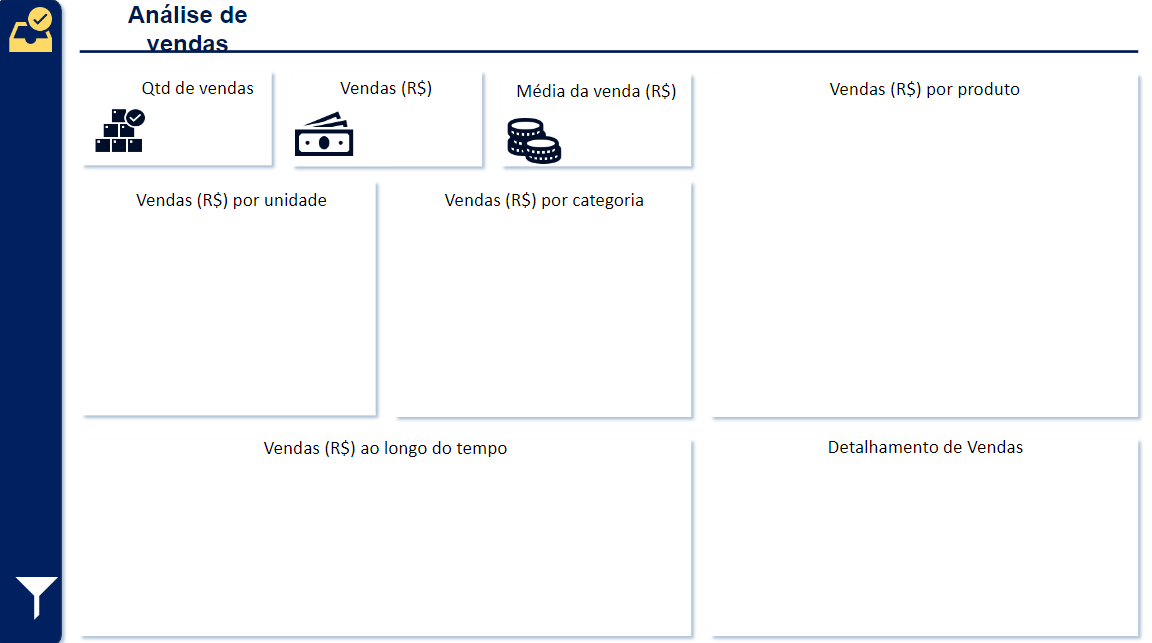 Análise de
vendas
Qtd de vendas
Vendas (R$)
Média da venda (R$)
Vendas (R$) por produto
Vendas (R$) por unidade
Vendas (R$) por categoria
Vendas (R$) ao longo do tempo
Detalhamento de Vendas